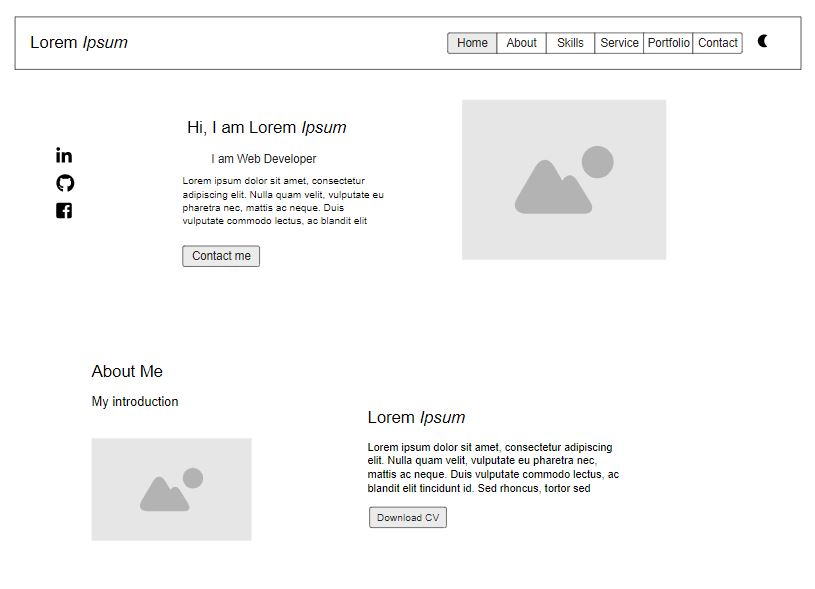 Lorem Ipsum
Home About Skills Service Portfolio Contact
Hi, I am Lorem Ipsum
I am Web Developer
Lorem ipsum dolor sit amet, consectetur
adipiscing elit. Nulla quam velit, vulputate eu
pharetra nec, mattis ac neque. Duis
vulputate commodo lectus, ac blandit elit
Contact me
in
About Me
My introduction
Lorem Ipsum
Lorem ipsum dolor sit amet, consectetur adipiscing
elit. Nulla quam velit, vulputate eu pharetra nec,
mattis ac neque. Duis vulputate commodo lectus, ac
blandit elit tincidunt id. Sed rhoncus, tortor sed
Download CV